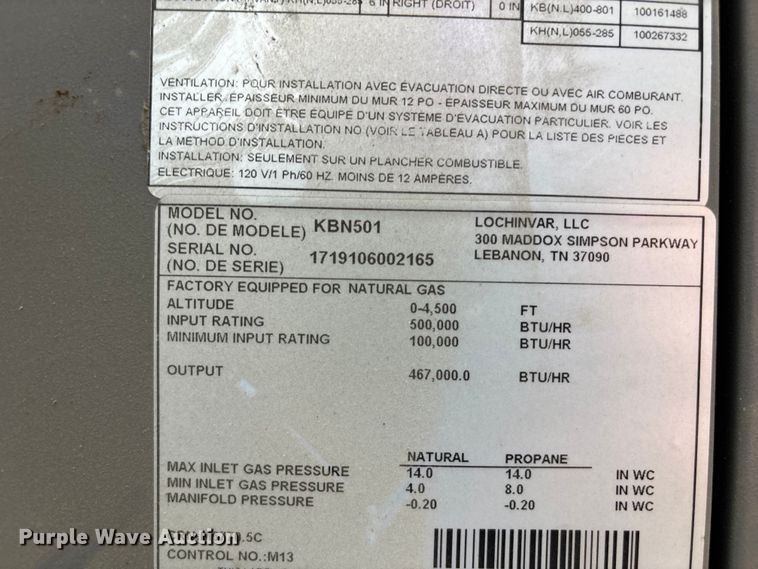 6 IN RIGHT (DROIT) 0 IN
KB(N,L)400-801 100161488
KH(N,L)055-285 100267332
VENTILATION: POUR INSTALLATION AVEC ÉVACUATION DIRECTE OU AVEC AIR COMBURANT.
INSTALLER/ÉPAISSEUR MINIMUM DU MUR 12 PO - ÉPAISSEUR MAXIMUM DU MUR 60 PO.
CET APPAREIL DOIT ÊTRE ÉQUIPE D'UN SYSTEME D'ÉVACUATION PARTICULIER. VOIR LES
INSTRUCTIONS D'INSTALLATION NO (VOIR LE TABLEAU A) POUR LA LISTE DES PIÈCES ET
LA METHOD D'INSTALLATION.
INSTALLATION: SEULEMENT SUR UN PLANCHER COMBUSTIBLE.
ELECTRIQUE: 120 V/1 Ph/60 HZ. MOINS DE 12 AMPÈRES.
MODEL NO.
(NO. DE MODELE) KBN501
SERIAL NO.
(NO. DE SERIE) 1719106002165
LOCHINVAR, LLC
300 MADDOX SIMPSON PARKWAY
LEBANON, TN 37090
FACTORY EQUIPPED FOR NATURAL GAS
ALTITUDE 0-4,500 FT
INPUT RATING 500,000 BTU/HR
MINIMUM INPUT RATING 100,000 BTU/HR
OUTPUT 467,000.0 BTU/HR
NATURAL PROPANE
MAX INLET GAS PRESSURE 14.0 14.0 IN WC
MIN INLET GAS PRESSURE 4.0 8.0 IN WC
MANIFOLD PRESSURE -0.20 -0.20 IN WC
Purple Wave Auction
CONTROL NO.:M13